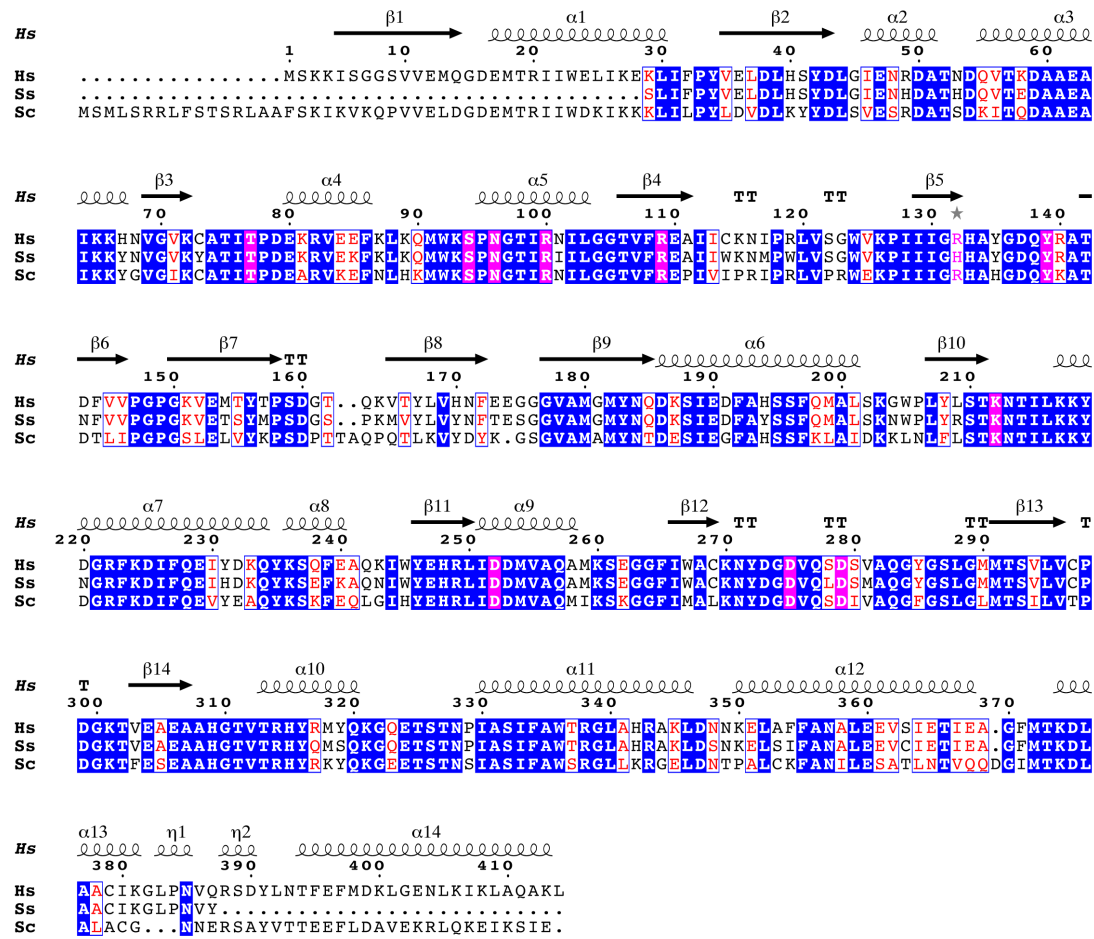 Hs β1 α1 β2 α2 α3
1 10 20 30 40 50 60
Hs ................MSKKISGGSVVEMQGDEMTRIIWELIKEKLIFPYVELDLHSYDLGIENRDATNDQVTKDAAEA
Ss ............................................SLIFPYVELDLHSYDLGIENHDATHDQVTEDAAEA
Sc MSMLSRRLFSTSRLAAFSKIKVKQPVVELDGDEMTRIIWDKIKKKLILPYLDVDLKYYDLSVESRDATSDKITQDAAEA
Hs β3 α4 α5 β4 TT TT β5
70 80 90 100 110 120 130 ★ 140
Hs IKKHNVGVKCATITPDEKRVEEFKLKQMWKSPNGTIRNILGGTVFREAIICKNIPRLVSGWVKPIIIGRHAYGDQYRAT
Ss IKKYNVGVKYATITPDEKRVEEFKLKQMWKSPNGTIRIILGGTVFREAIIWKNMPWLVSGWVKPIIIGHHAYGDQYRAT
Sc IKKYGVGIKCATITPDEARVKEFNLHKMWKSPNGTIRNILGGTVFREPIVIPRIPRLVPRWEKPIIIGRHAHGDQYKAT
Hs β6 β7 TT β8 β9 α6 β10
150 160 170 180 190 200 210
Hs DFVVPGPGKVEMTYTPSDGT..QKVTYLVHNFEEGGGVAMGMYNQDKSIEDFAHSSFQMALSKGWPLYLSTKNTILKKY
Ss NFVVPGPGKVETSYMPSDGS..PKMVYLVYNFTESGGVAMGMYNQDKSIEDFAHSSFQMALSKNWPLYRSTKNTILKKY
Sc DTLIPGPGSLELVYKPSDPTTAQPQTLKVYDYK.GSGVAMAMYNTDESIEGFAHSSFKLAIDKKLNLFLSTKNTILKKY
Hs α7 α8 β11 α9 β12 TT TT TT β13 T
220 230 240 250 260 270 280 290
Hs DGRFKDIFQEIYDKQYKSQFEAQKIWYEHRLIDDMVAQAMKSEGGFIWACKNYDGDVQSDSVAQGYGSLGMMTSVLVCP
Ss NGRFKDIFQEIHDKQYKSQFEAQNIWYEHRLIDDMVAQAMKSEGGFIWACKNYDGDVQSDSVAQGYGSLGMMTSVLVCP
Sc DGRFKDIFQEVYEAQYKSKFEQLGIHYEHRLIDDMVAQMIKSKGGFIMALKNYDGDVQSDIVAQGFGSLGLMTSILVTP
Hs T β14 α10 α11 α12
300 310 320 330 340 350 360 370
Hs DGKTVEAEAAHGTVTRHYRMYQKGQETSTNPIASIFAWTRGLAHRAKLDNNKELAFFANALEEVSIETIEA.GFMTKDL
Ss DGKTVEAEAAHGTVTRHYQMSQKGQETSTNPIASIFAWTRGLAHRAKLDSNKELSIFANALEEVCIETIEA.GFMTKDL
Sc DGKTFESEAAHGTVTRHYRKYQKGEETSTNSIASIFAWSRGLLKRGELDNTPALCKFANILESATLNTVQQDGIMTKDL
Hs α13 η1 η2 α14
380 390 400 410
Hs AACIKGLPNVQRSDYLNTFEFMDKLGENLKIKLAQAKL
Ss AACIKGLPNVY...........................
Sc ALACG...NNERSAYVTTEEFLDAVEKRLQKEIKSIE.